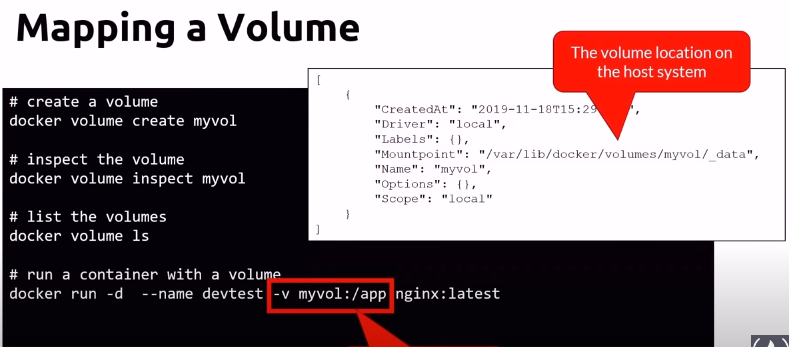 Mapping a Volume
The volume location on
the host system
# create a volume
docker volume create myvol
# inspect the volume
docker volume inspect myvol
# list the volumes
docker volume ls
# run a container with a volume
docker run -d  --name devtest -v myvol:/app nginx:latest
[
{
"CreatedAt": "2019-11-18T15:29 ",
"Driver": "local",
"Labels": {},
"Mountpoint": "/var/lib/docker/volumes/myvol/_data",
"Name": "myvol",
"Options": {},
"Scope": "local"
}
]